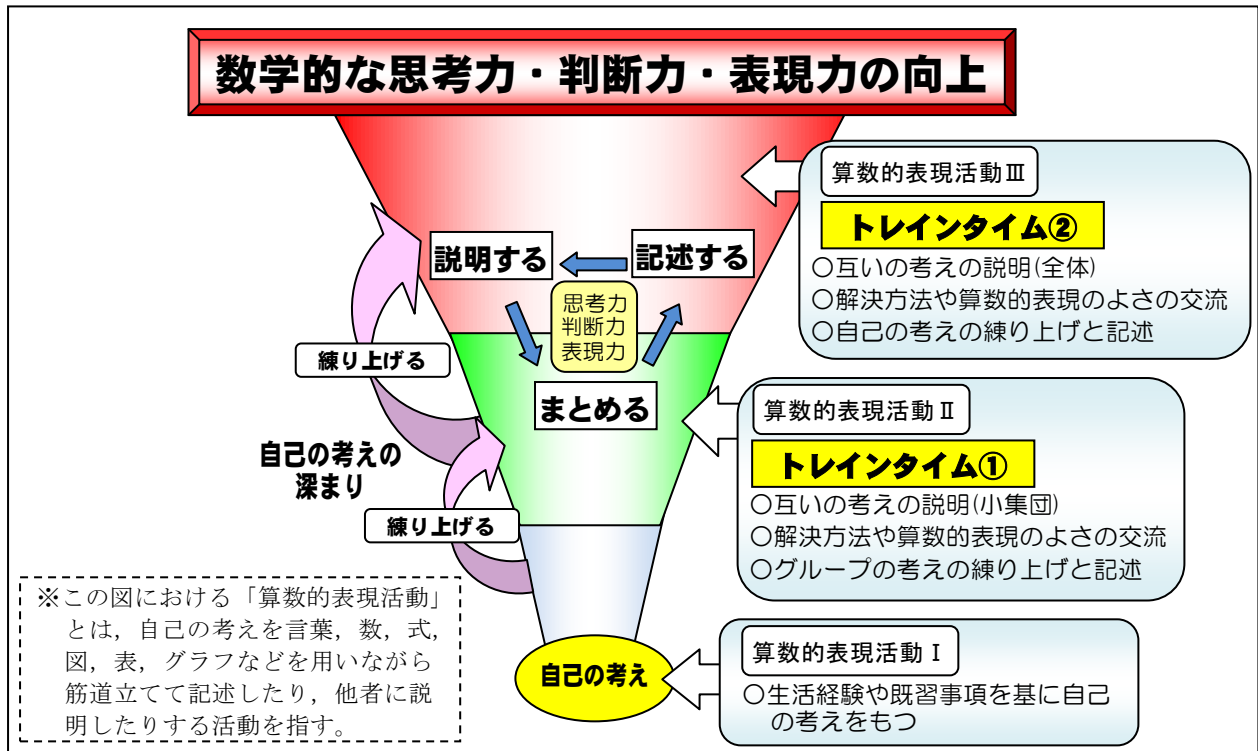 数学的な思考力・判断力・表現力の向上
算数的表現活動Ⅲ
トレインタイム②
○互いの考えの説明(全体)
○解決方法や算数的表現のよさの交流
○自己の考えの練り上げと記述
説明する
記述する
思考力
判断力
表現力
まとめる
練り上げる
自己の考えの
深まり
練り上げる
算数的表現活動Ⅱ
トレインタイム①
○互いの考えの説明(小集団)
○解決方法や算数的表現のよさの交流
○グループの考えの練り上げと記述
※この図における「算数的表現活動」
とは，自己の考えを言葉，数，式，
図，表，グラフなどを用いながら
筋道立てて記述したり，他者に説
明したりする活動を指す。
自己の考え
算数的表現活動Ⅰ
○生活経験や既習事項を基に自己
の考えをもつ